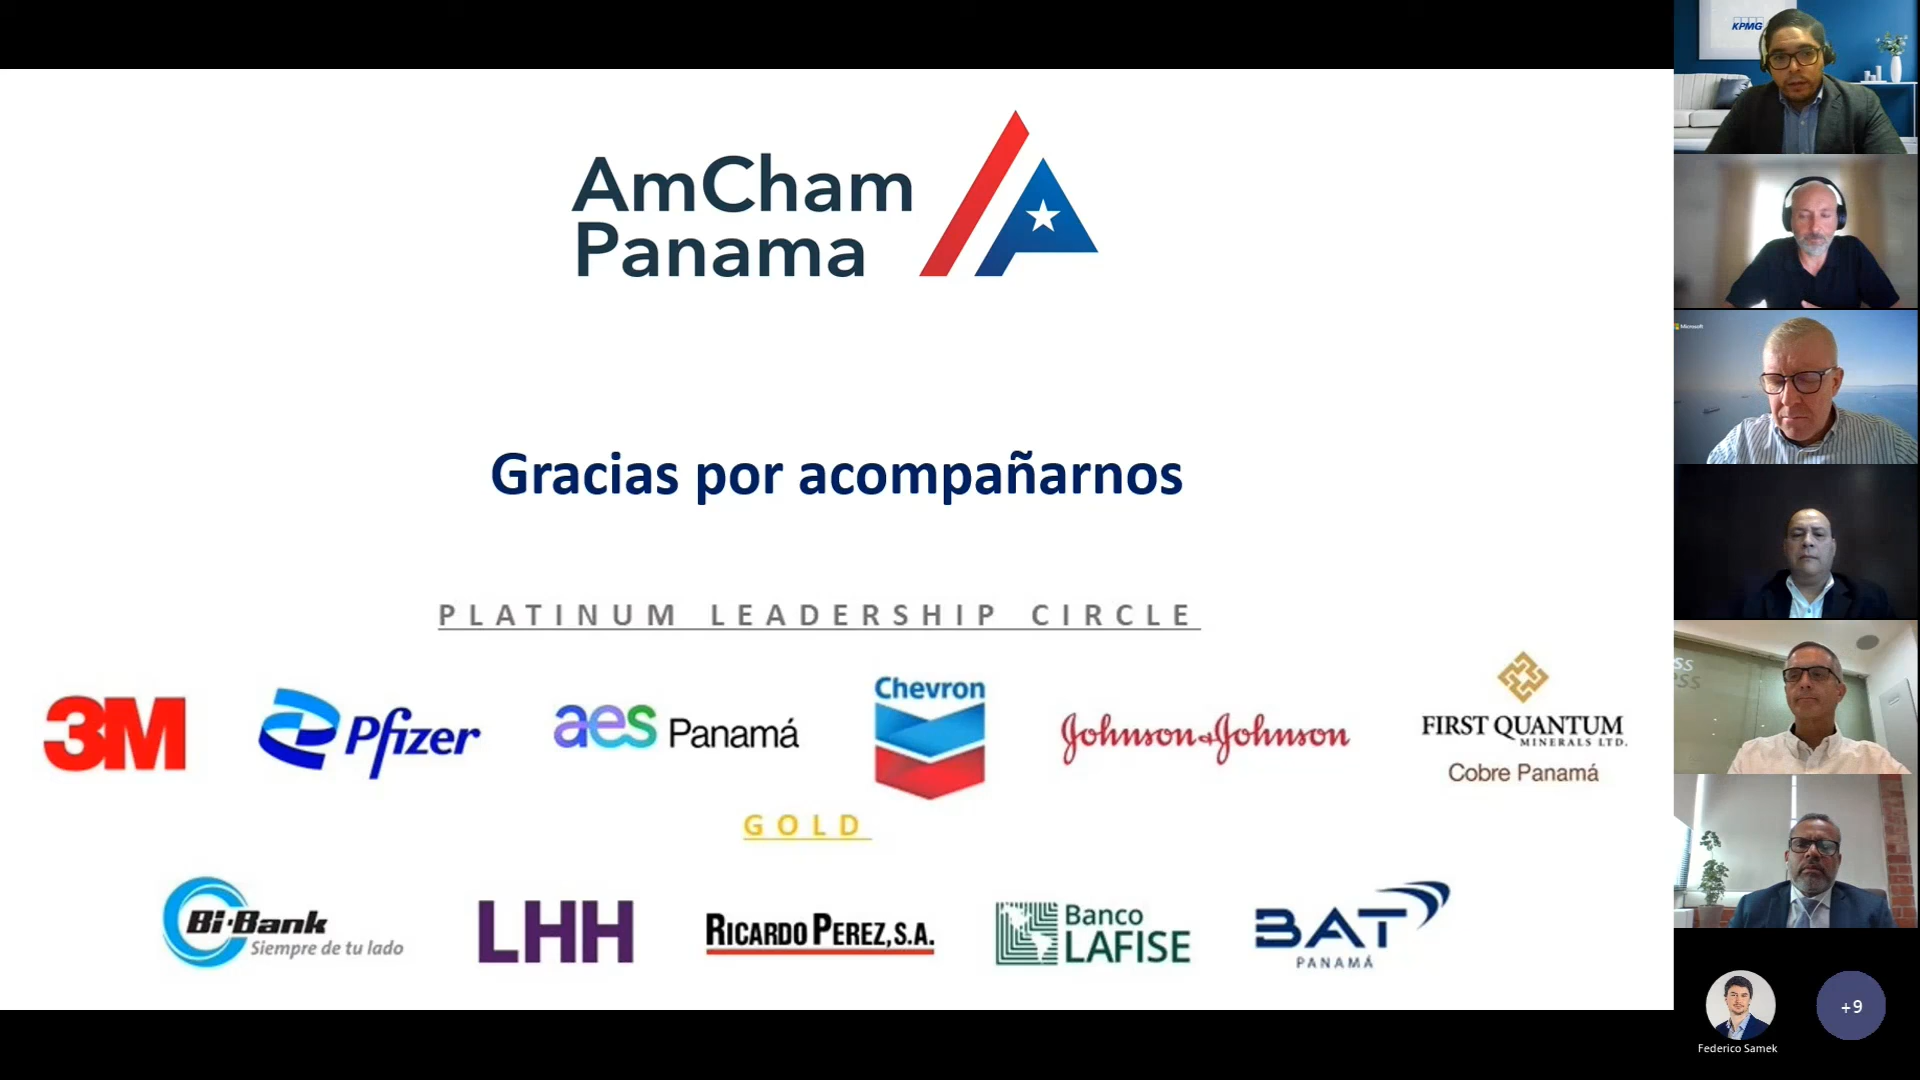 AmCham
Panama
Gracias por acompañarnos
PLATINUM LEADERSHIP CIRCLE
3M
Pfizer
aes Panamá
Chevron
Johnson & Johnson
FIRST QUANTUM
MINERALS LTD.
Cobre Panamá
GOLD
Bi-Bank
Siempre de tu lado
LHH
RICARDO PEREZ, S.A.
Banco
LAFISE
BAT
PANAMÁ
KPMG
Microsoft
Federico Samek
+9